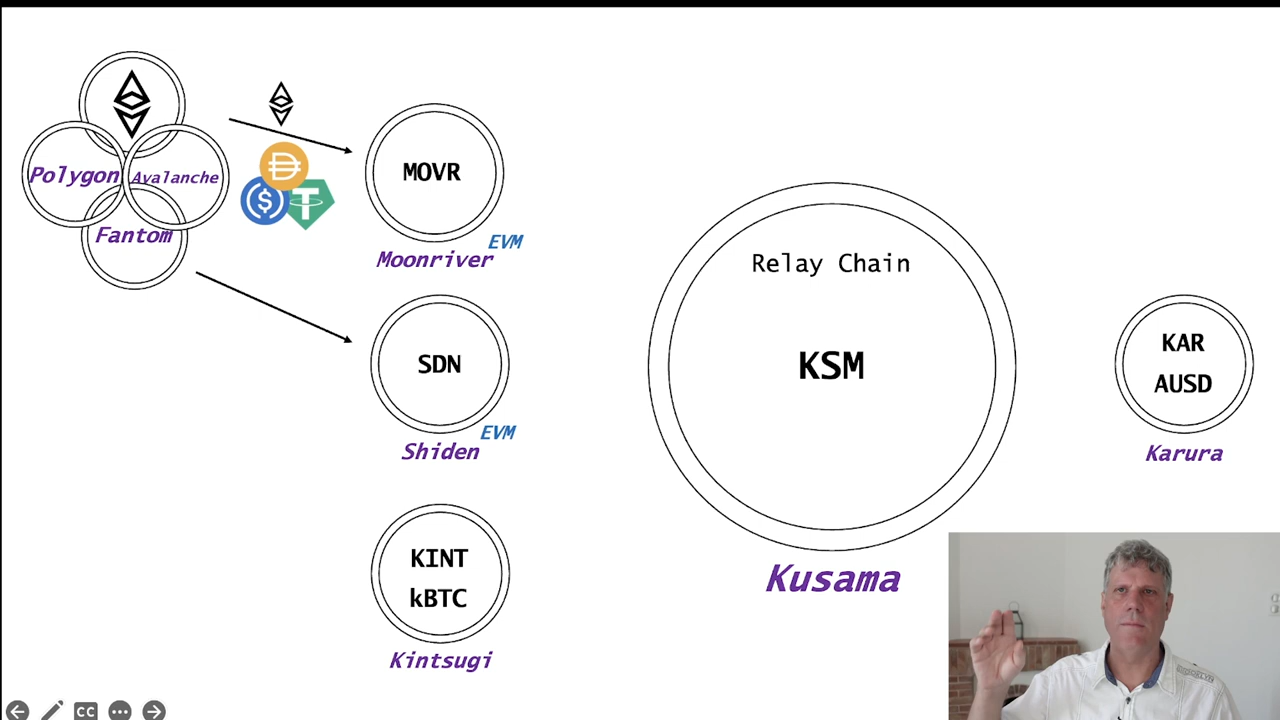 Polygon
Avalanche
Fantom
MOVR
EVM
Moonriver
SDN
EVM
Shiden
KINT
kBTC
Kintsugi
Relay Chain
KSM
Kusama
KAR
AUSD
Karura
CC